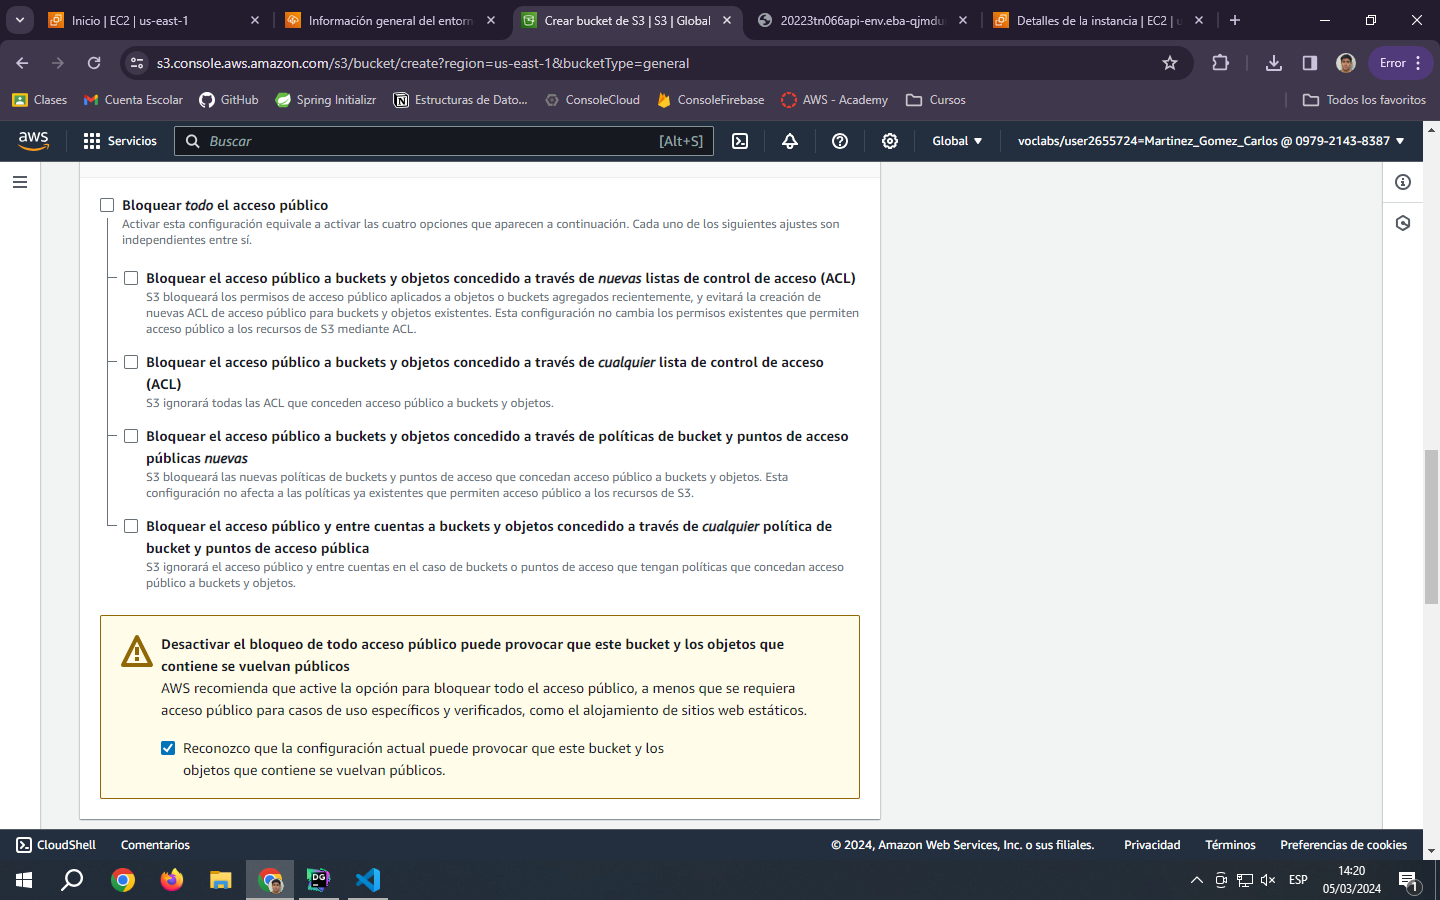 Inicio | EC2 | us-east-1
Información general del entorn
Crear bucket de S3 | S3 | Global
20223tn066api-env.eba-qjmdu
Detalles de la instancia | EC2 | u
s3.console.aws.amazon.com/s3/bucket/create?region=us-east-1&bucketType=general
Error
Clases
Cuenta Escolar
GitHub
Spring Initializr
Estructuras de Dato...
ConsoleCloud
ConsoleFirebase
AWS - Academy
Cursos
Todos los favoritos
aws
Servicios
Buscar
[Alt+S]
Global
voclabs/user2655724=Martinez_Gomez_Carlos @ 0979-2143-8387
Bloquear todo el acceso público
Activar esta configuración equivale a activar las cuatro opciones que aparecen a continuación. Cada uno de los siguientes ajustes son
independientes entre sí.
Bloquear el acceso público a buckets y objetos concedido a través de nuevas listas de control de acceso (ACL)
S3 bloqueará los permisos de acceso público aplicados a objetos o buckets agregados recientemente, y evitará la creación de
nuevas ACL de acceso público para buckets y objetos existentes. Esta configuración no cambia los permisos existentes que permiten
acceso público a los recursos de S3 mediante ACL.
Bloquear el acceso público a buckets y objetos concedido a través de cualquier lista de control de acceso
(ACL)
S3 ignorará todas las ACL que conceden acceso público a buckets y objetos.
Bloquear el acceso público a buckets y objetos concedido a través de políticas de bucket y puntos de acceso
públicas nuevas
S3 bloqueará las nuevas políticas de buckets y puntos de acceso que concedan acceso público a buckets y objetos. Esta
configuración no afecta a las políticas ya existentes que permiten acceso público a los recursos de S3.
Bloquear el acceso público y entre cuentas a buckets y objetos concedido a través de cualquier política de
bucket y puntos de acceso pública
S3 ignorará el acceso público y entre cuentas en el caso de buckets o puntos de acceso que tengan políticas que concedan acceso
público a buckets y objetos.
Desactivar el bloqueo de todo acceso público puede provocar que este bucket y los objetos que
contiene se vuelvan públicos
AWS recomienda que active la opción para bloquear todo el acceso público, a menos que se requiera
acceso público para casos de uso específicos y verificados, como el alojamiento de sitios web estáticos.
Reconozco que la configuración actual puede provocar que este bucket y los
objetos que contiene se vuelvan públicos.
CloudShell
Comentarios
© 2024, Amazon Web Services, Inc. o sus filiales.
Privacidad
Términos
Preferencias de cookies
DG
ESP
14:20
05/03/2024
1